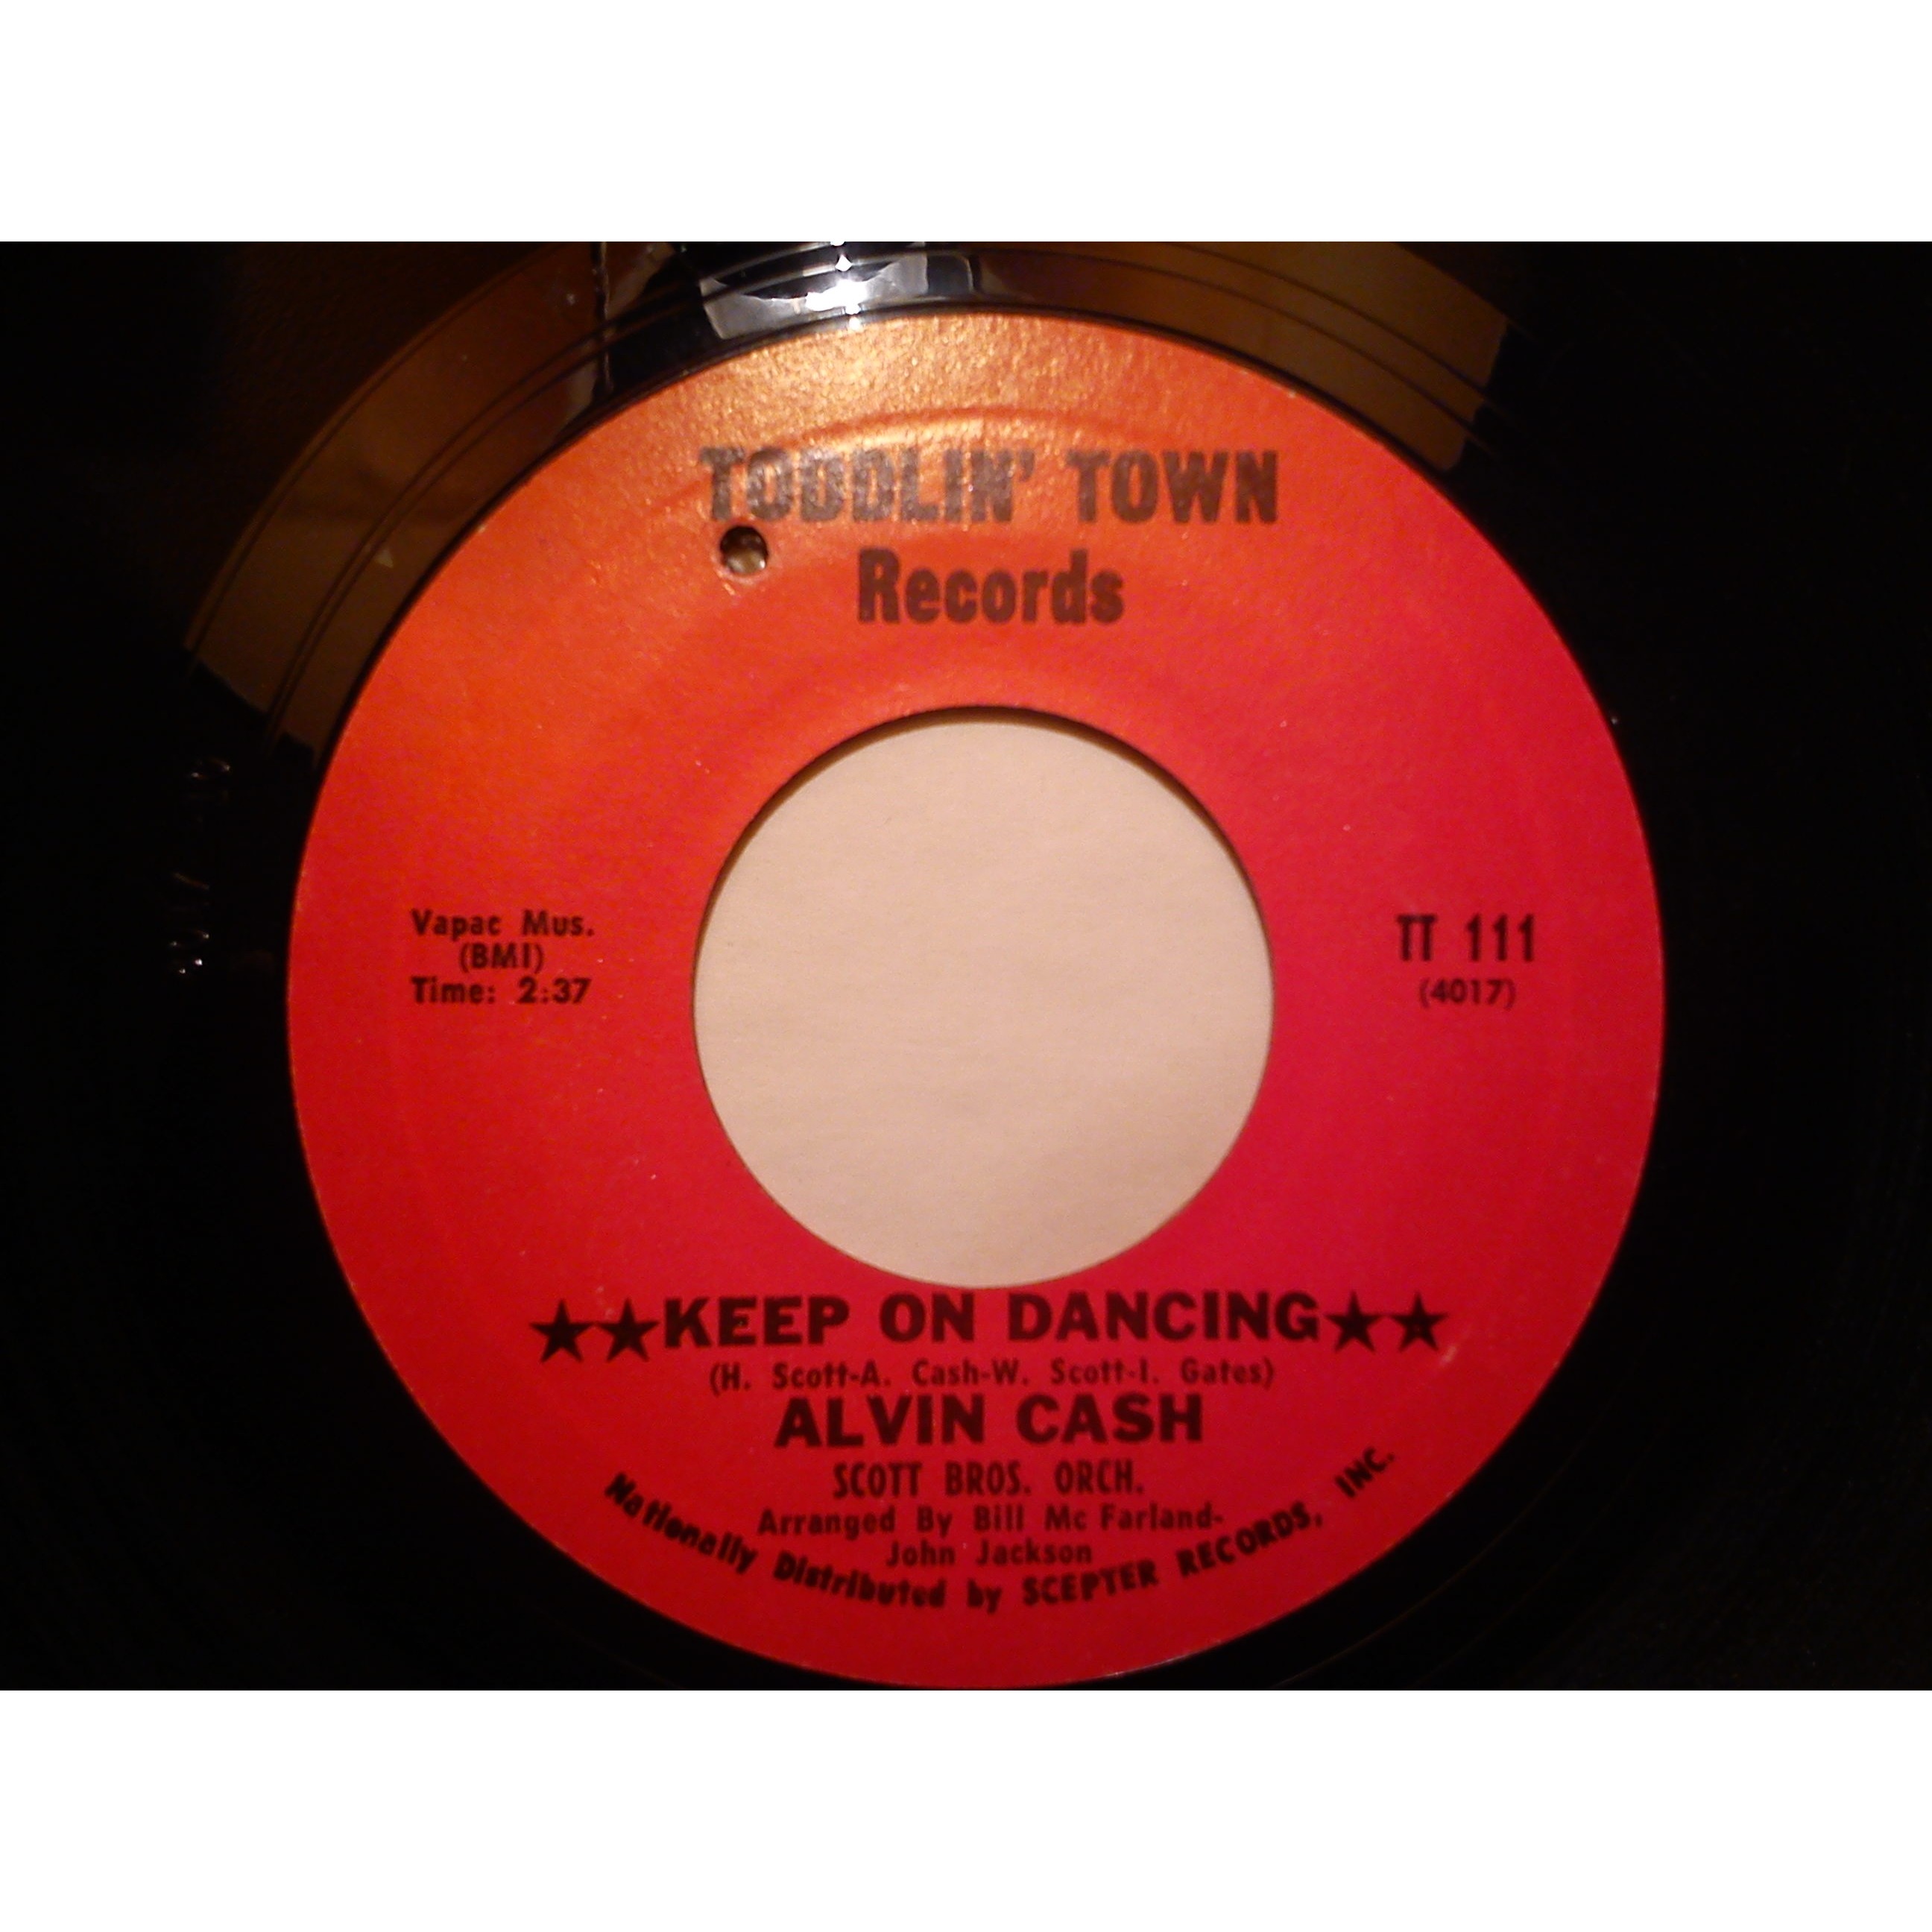 TODDLIN' TOWN
Records
Vapac Mus.
(BMI)
Time: 2:37
TT 111
(4017)
★★KEEP ON DANCING★★
(H. Scott-A. Cash-W. Scott-I. Gates)
ALVIN CASH
SCOTT BROS. ORCH.
Arranged By Bill Mc Farland-
John Jackson
Nationally Distributed by SCEPTER RECORDS, INC.